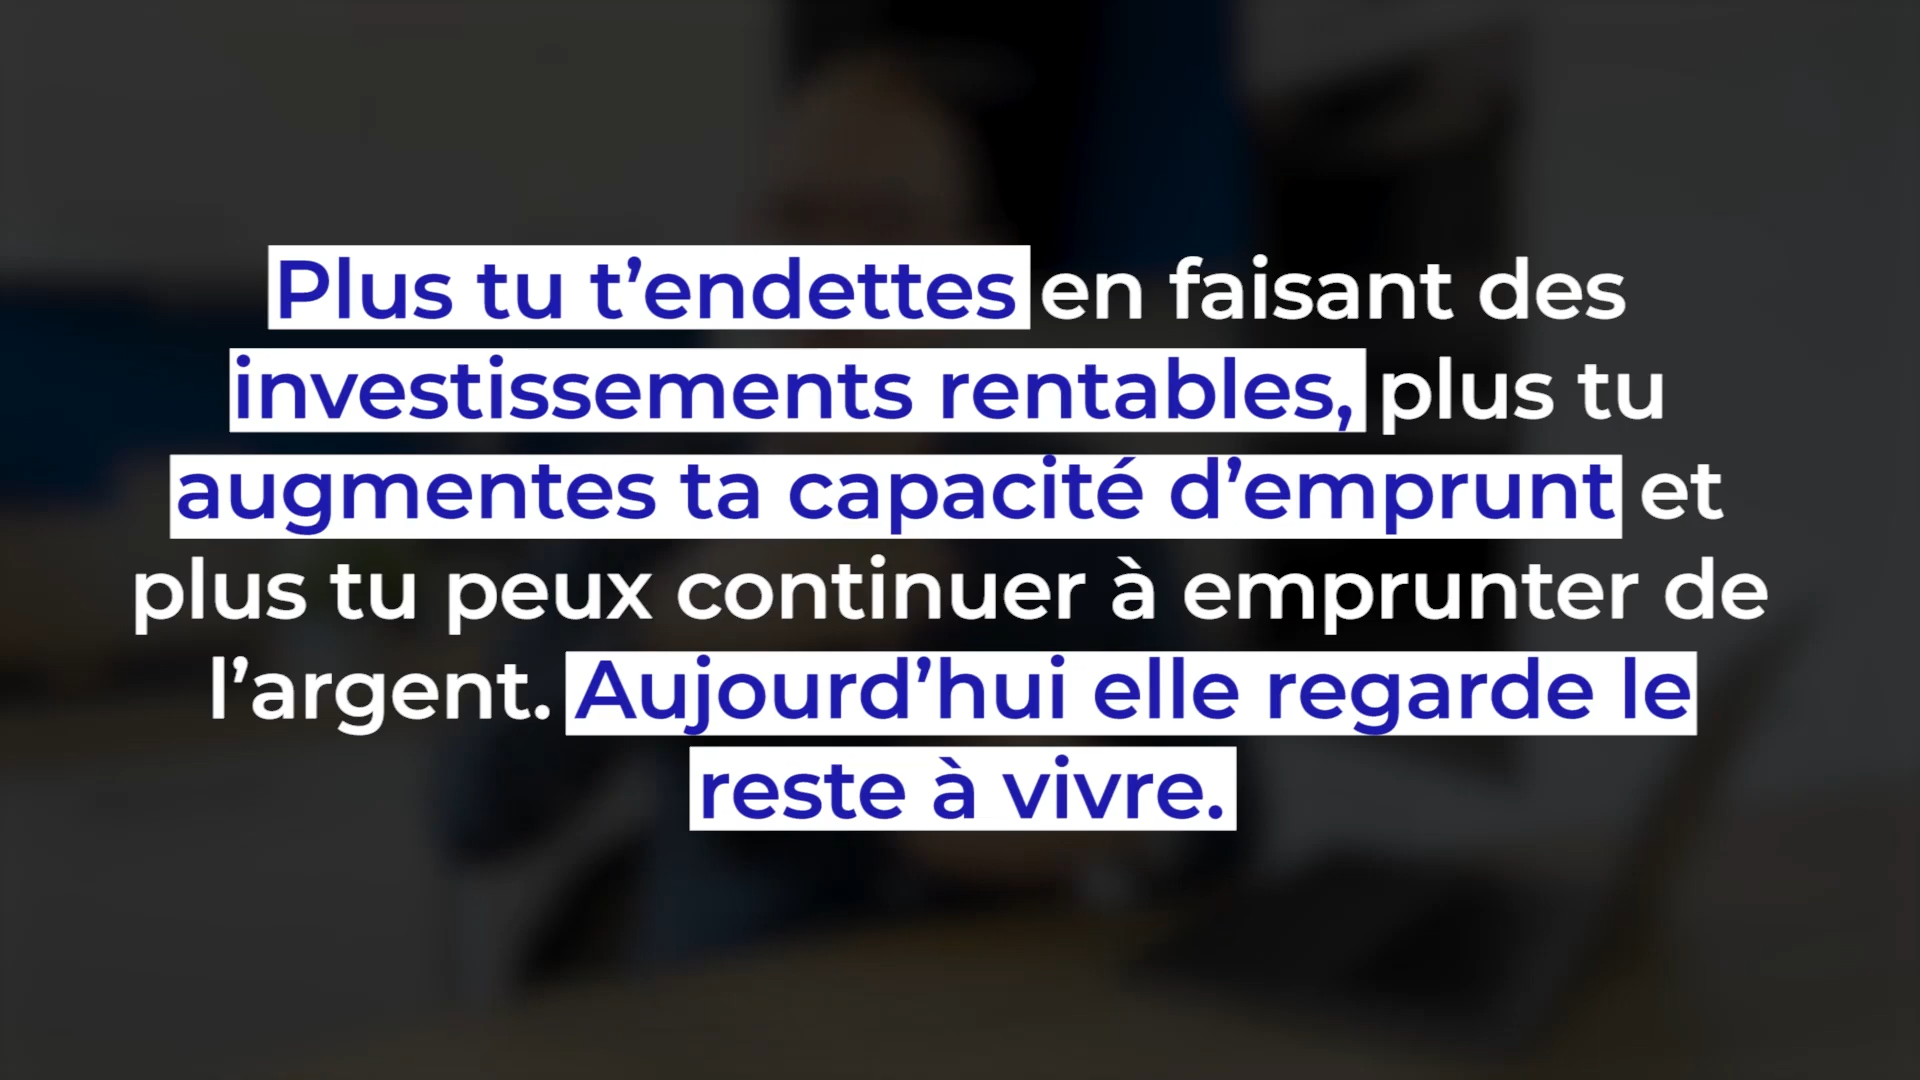 Plus tu t’endettes en faisant des
investissements rentables, plus tu
augmentes ta capacité d’emprunt et
plus tu peux continuer à emprunter de
l’argent. Aujourd’hui elle regarde le
reste à vivre.